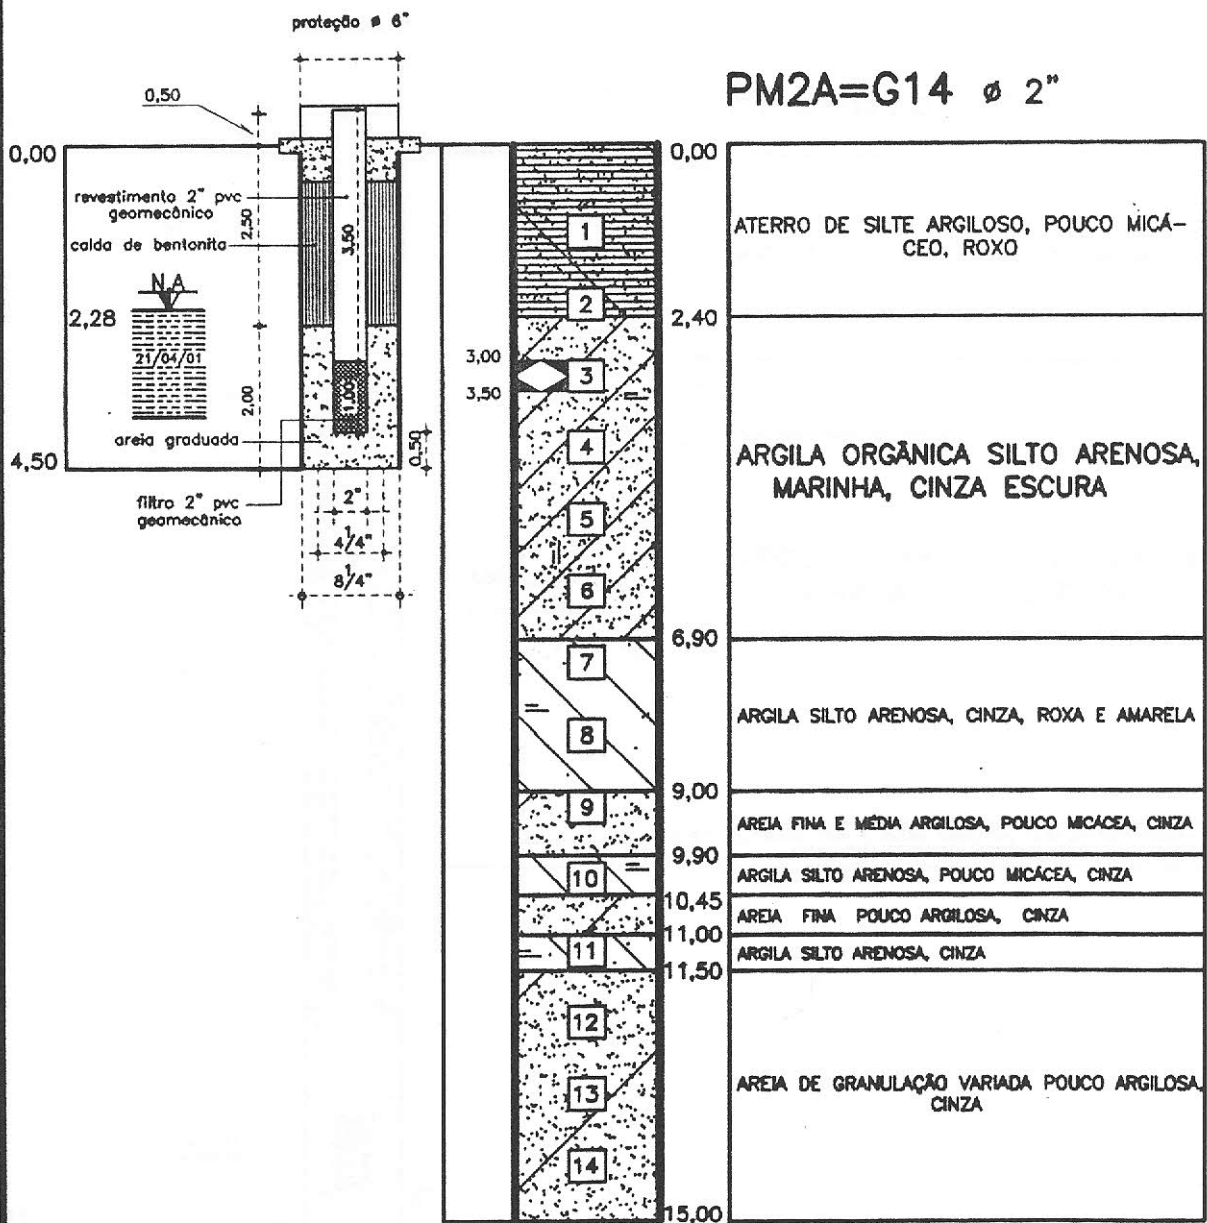 proteção ø 6"
PM2A=G14 ø 2"
0,50
0,00
revestimento 2" pvc
geomecânico
2,50
3,50
calda de bentonita
N.A
2,28
21/04/01
2,00
1,00
areia graduada
0,50
4,50
filtro 2" pvc
geomecânico
2"
4 1/4"
8 1/4"
0,00
1
ATERRO DE SILTE ARGILOSO, POUCO MICÁ-
CEO, ROXO
2
2,40
3,00
3
3,50
4
ARGILA ORGÂNICA SILTO ARENOSA,
MARINHA, CINZA ESCURA
5
6
6,90
7
ARGILA SILTO ARENOSA, CINZA, ROXA E AMARELA
8
9,00
9
AREIA FINA E MÉDIA ARGILOSA, POUCO MICÁCEA, CINZA
9,90
10
ARGILA SILTO ARENOSA, POUCO MICÁCEA, CINZA
10,45
AREIA FINA POUCO ARGILOSA, CINZA
11,00
11
ARGILA SILTO ARENOSA, CINZA
11,50
12
13
AREIA DE GRANULAÇÃO VARIADA POUCO ARGILOSA,
CINZA
14
15,00